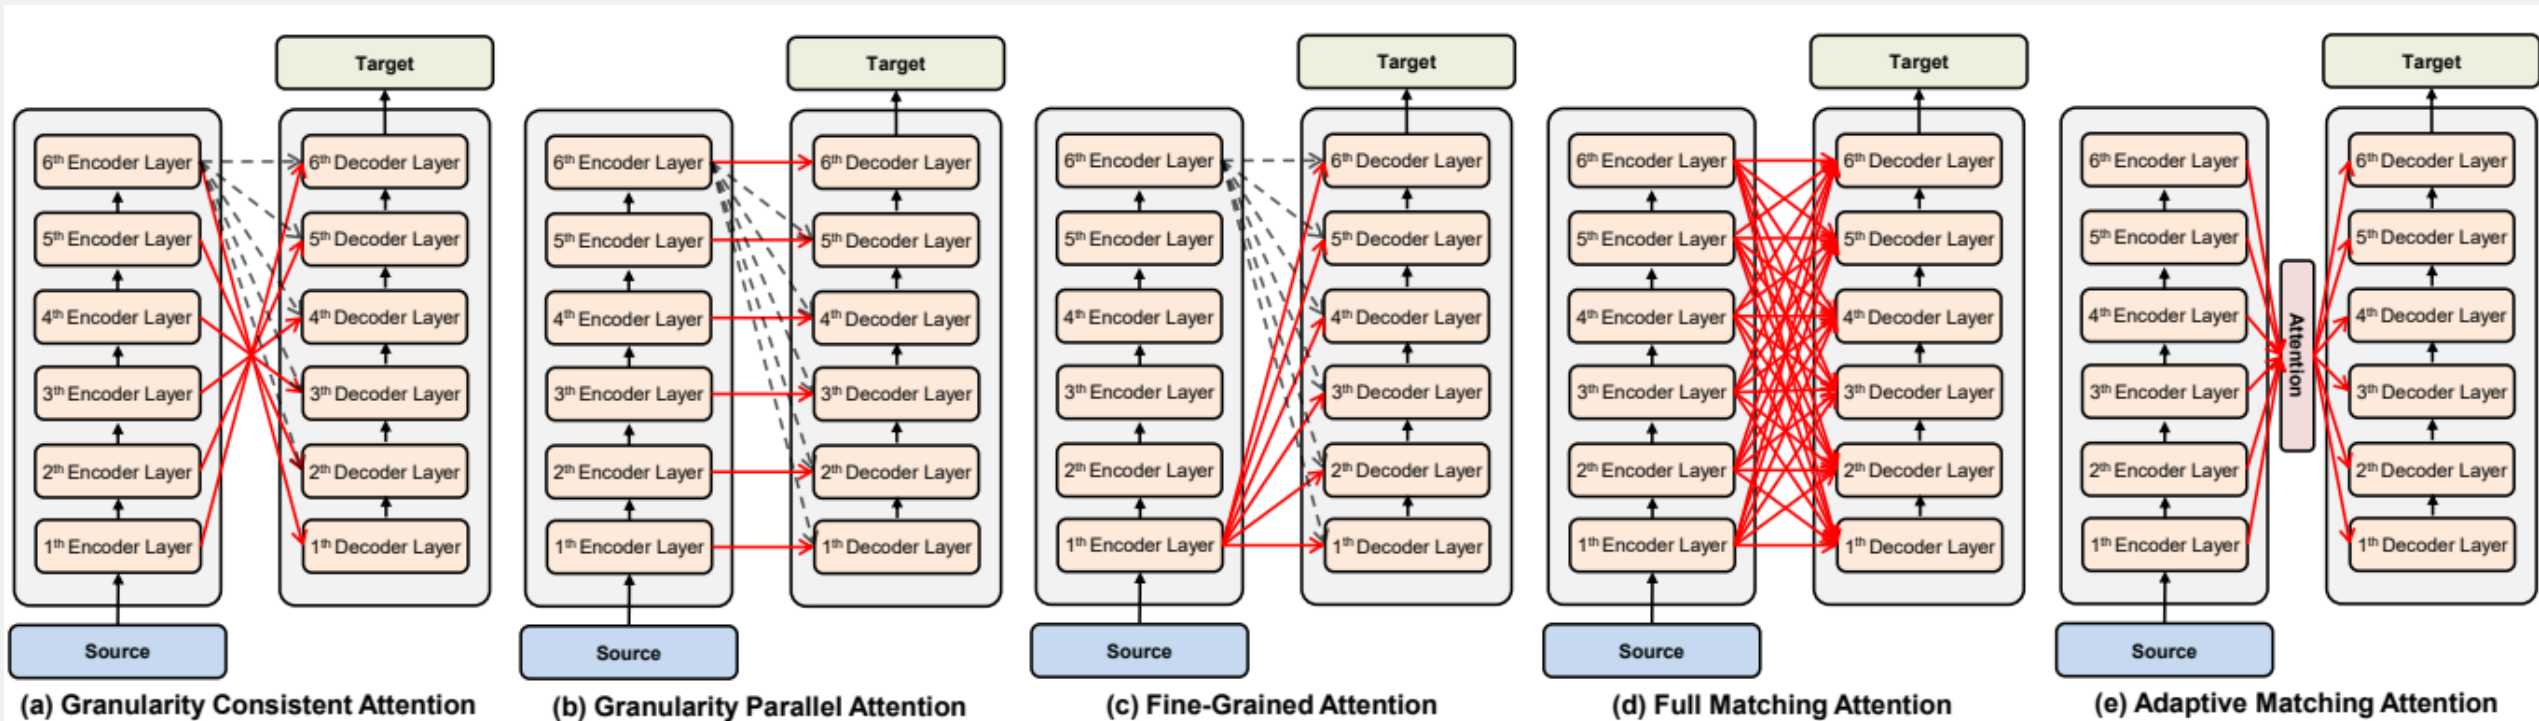 Target
6th Encoder Layer
6th Decoder Layer
5th Encoder Layer
5th Decoder Layer
4th Encoder Layer
4th Decoder Layer
3th Encoder Layer
3th Decoder Layer
2th Encoder Layer
2th Decoder Layer
1th Encoder Layer
1th Decoder Layer
Source
(a) Granularity Consistent Attention
Target
6th Encoder Layer
6th Decoder Layer
5th Encoder Layer
5th Decoder Layer
4th Encoder Layer
4th Decoder Layer
3th Encoder Layer
3th Decoder Layer
2th Encoder Layer
2th Decoder Layer
1th Encoder Layer
1th Decoder Layer
Source
(b) Granularity Parallel Attention
Target
6th Encoder Layer
6th Decoder Layer
5th Encoder Layer
5th Decoder Layer
4th Encoder Layer
4th Decoder Layer
3th Encoder Layer
3th Decoder Layer
2th Encoder Layer
2th Decoder Layer
1th Encoder Layer
1th Decoder Layer
Source
(c) Fine-Grained Attention
Target
6th Encoder Layer
6th Decoder Layer
5th Encoder Layer
5th Decoder Layer
4th Encoder Layer
4th Decoder Layer
3th Encoder Layer
3th Decoder Layer
2th Encoder Layer
2th Decoder Layer
1th Encoder Layer
1th Decoder Layer
Source
(d) Full Matching Attention
Target
6th Encoder Layer
6th Decoder Layer
5th Encoder Layer
5th Decoder Layer
4th Encoder Layer
4th Decoder Layer
Attention
3th Encoder Layer
3th Decoder Layer
2th Encoder Layer
2th Decoder Layer
1th Encoder Layer
1th Decoder Layer
Source
(e) Adaptive Matching Attention